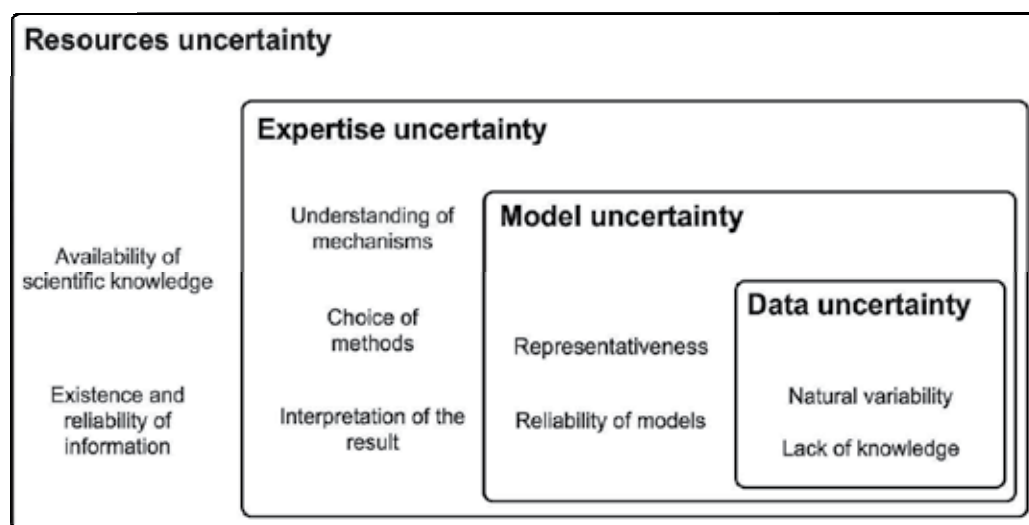 Resources uncertainty
Availability of
scientific knowledge
Existence and
reliability of
information
Expertise uncertainty
Understanding of
mechanisms
Choice of
methods
Interpretation of the
result
Model uncertainty
Representativeness
Reliability of models
Data uncertainty
Natural variability
Lack of knowledge